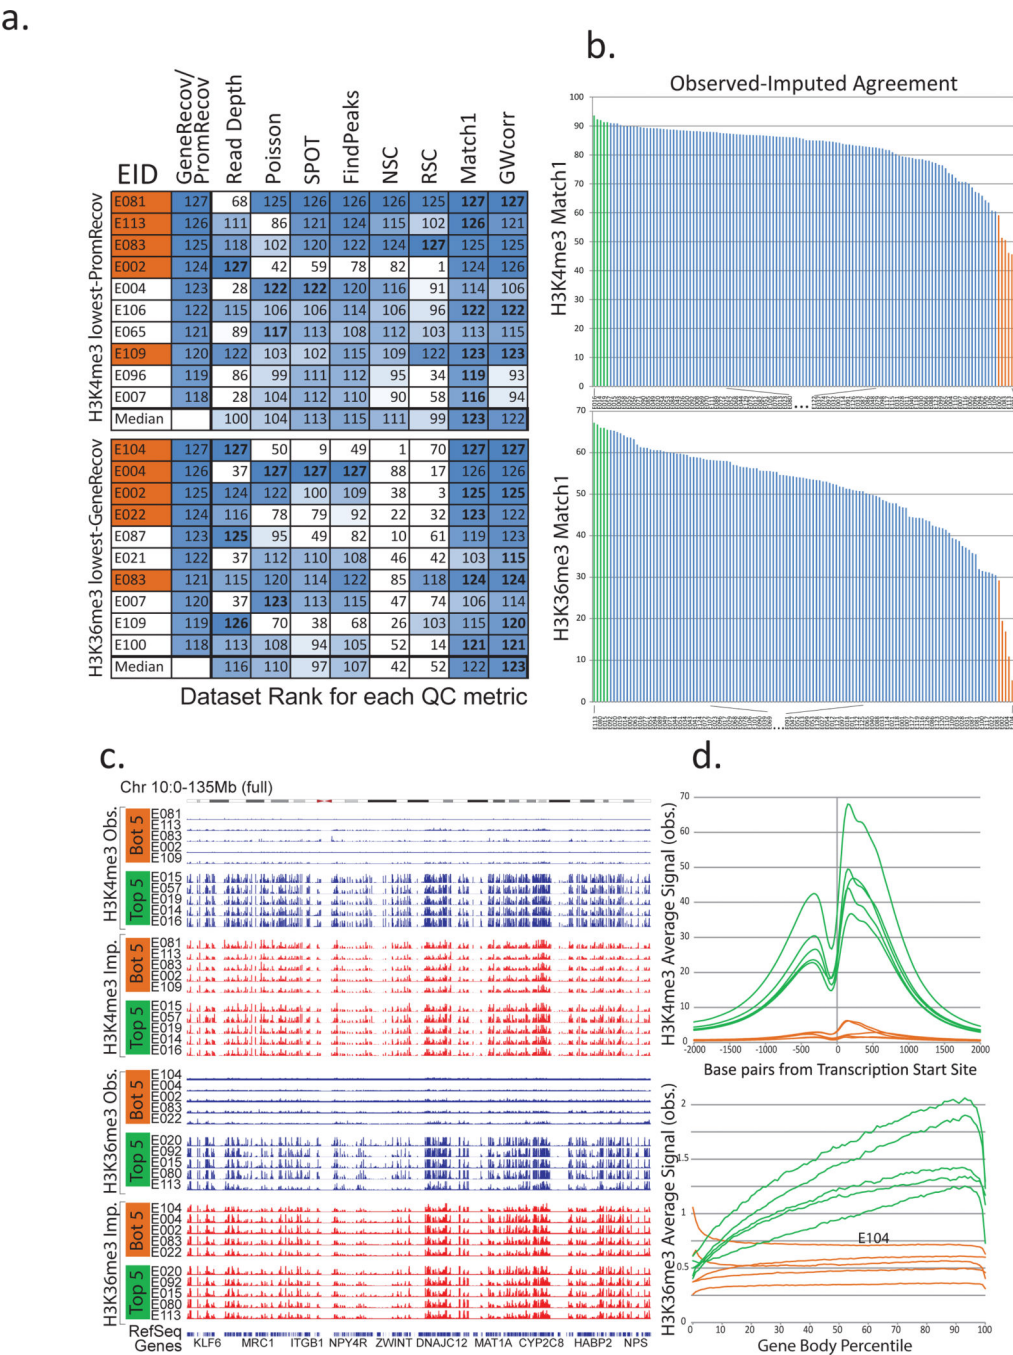 a.
GeneRecov/
PromRecov
Read Depth
Poisson
SPOT
FindPeaks
NSC
RSC
Match1
GWcorr
EID
H3K4me3 lowest-PromRecov
E081 127 68 125 126 126 126 125 127 127
E113 126 111 86 121 124 115 102 126 121
E083 125 118 102 120 122 124 127 125 125
E002 124 127 42 59 78 82 1 124 126
E004 123 28 122 122 120 116 91 114 106
E106 122 115 106 106 114 106 96 122 122
E065 121 89 117 113 108 112 103 113 115
E109 120 122 103 102 115 109 122 123 123
E096 119 86 99 111 112 95 34 119 93
E007 118 28 104 112 110 90 58 116 94
Median 100 104 113 115 111 99 123 122
H3K36me3 lowest-GeneRecov
E104 127 127 50 9 49 1 70 127 127
E004 126 37 127 127 127 88 17 126 126
E002 125 124 122 100 109 38 3 125 125
E022 124 116 78 79 92 22 32 123 122
E087 123 125 95 49 82 10 61 119 123
E021 122 37 112 110 108 46 42 103 115
E083 121 115 120 114 122 85 118 124 124
E007 120 37 123 113 115 47 74 106 114
E109 119 126 70 38 68 26 103 115 120
E100 118 113 108 94 105 52 14 121 121
Median 116 110 97 107 42 52 122 123
Dataset Rank for each QC metric
b.
Observed-Imputed Agreement
H3K4me3 Match1
100
90
80
70
60
50
40
30
20
10
0
...
H3K36me3 Match1
70
60
50
40
30
20
10
0
...
c.
Chr 10:0-135Mb (full)
H3K4me3 Obs.
Bot 5
E081
E113
E083
E002
E109
Top 5
E015
E057
E019
E014
E016
H3K4me3 Imp.
Bot 5
E081
E113
E083
E002
E109
Top 5
E015
E057
E019
E014
E016
H3K36me3 Obs.
Bot 5
E104
E004
E002
E083
E022
Top 5
E020
E092
E015
E080
E113
H3K36me3 Imp.
Bot 5
E104
E004
E002
E083
E022
Top 5
E020
E092
E015
E080
E113
RefSeq
Genes
KLF6 MRC1 ITGB1 NPY4R ZWINT DNAJC12 MAT1A CYP2C8 HABP2 NPS
d.
H3K4me3 Average Signal (obs.)
70
60
50
40
30
20
10
0
-2000 -1500 -1000 -500 0 500 1000 1500 2000
Base pairs from Transcription Start Site
H3K36me3 Average Signal (obs.)
2
1.5
1
0.5
0
E104
0 10 20 30 40 50 60 70 80 90 100
Gene Body Percentile